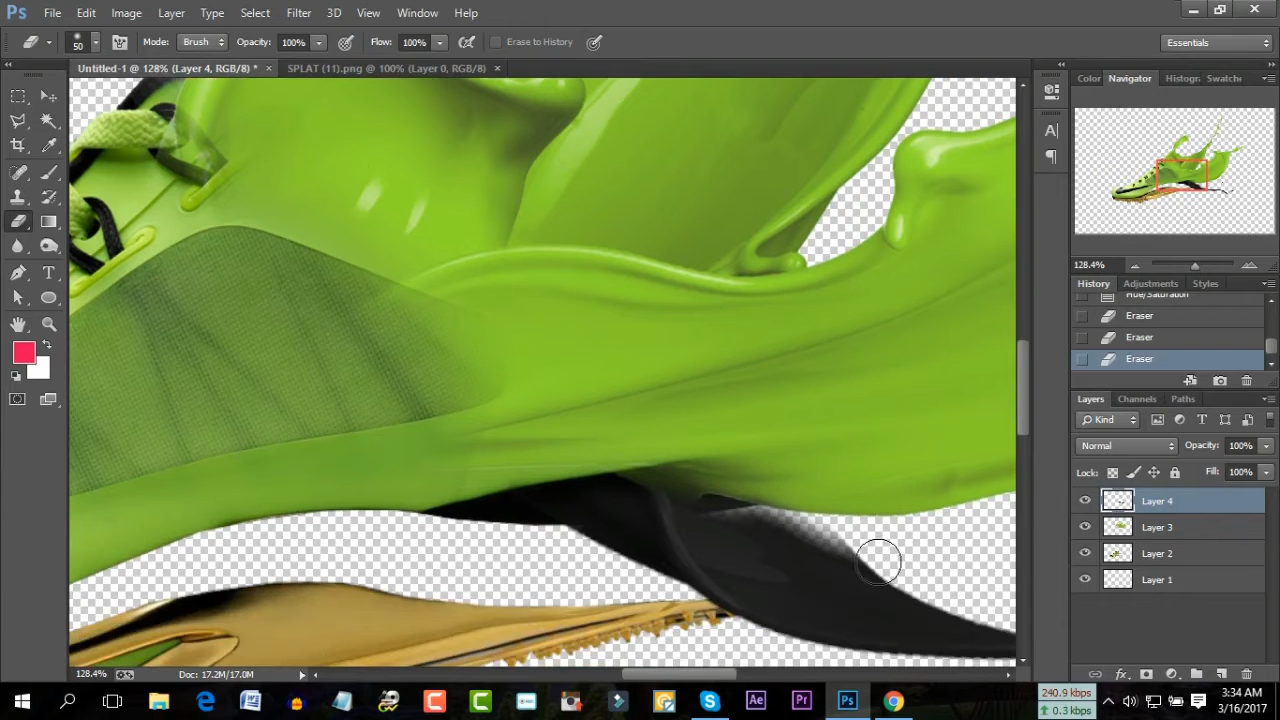 Ps File Edit Image Layer Type Select Filter 3D View Window Help
50 Mode: Brush Opacity: 100% Flow: 100% Erase to History Essentials
Untitled-1 @ 128% (Layer 4, RGB/8) * × SPLAT (11).png @ 100% (Layer 0, RGB/8) ×
Color Navigator Histogr Swatche
128.4%
History Adjustments Styles
Hue/Saturation
Eraser
Eraser
Eraser
Layers Channels Paths
Kind
Normal Opacity: 100%
Lock: Fill: 100%
Layer 4
Layer 3
Layer 2
Layer 1
128.4% Doc: 17.2M/17.0M
240.9 kbps
0.3 kbps
3:34 AM
3/16/2017